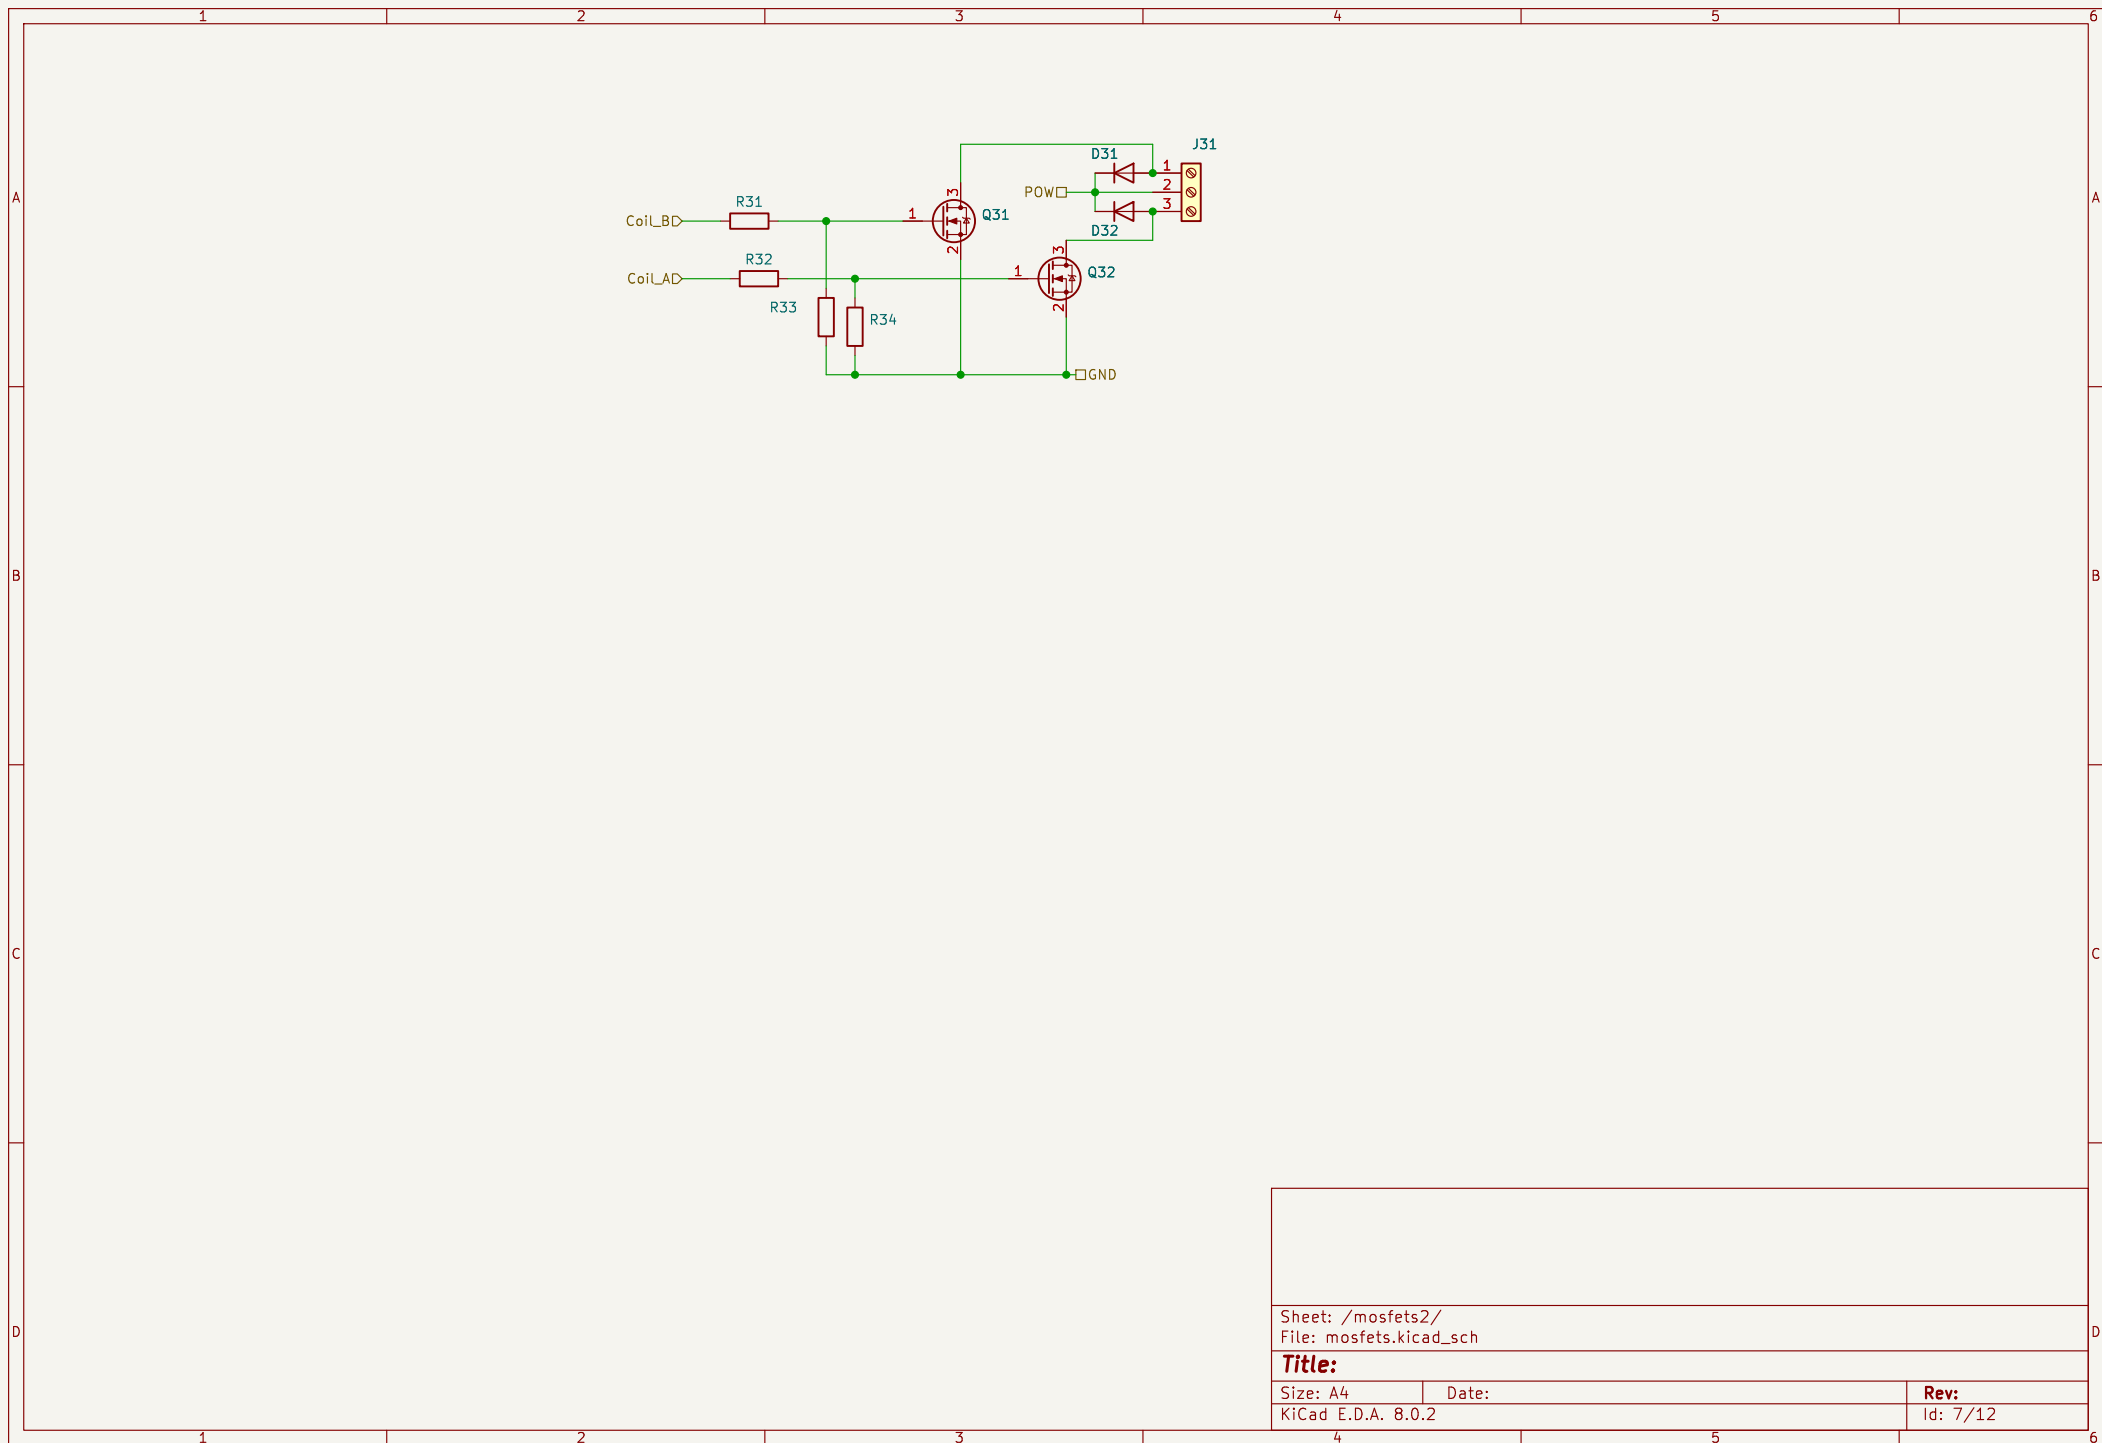 1 2 3 4 5 6
J31
D31
1
A
POW
2
A
3
R31
3
Coil_B
1
Q31
D32
2
3
R32
Coil_A
1
Q32
R33
R34
2
GND
B
B
C
C
Sheet: /mosfets2/
File: mosfets.kicad_sch
D
D
Title:
Size: A4 Date: Rev:
KiCad E.D.A. 8.0.2 Id: 7/12
1 2 3 4 5 6